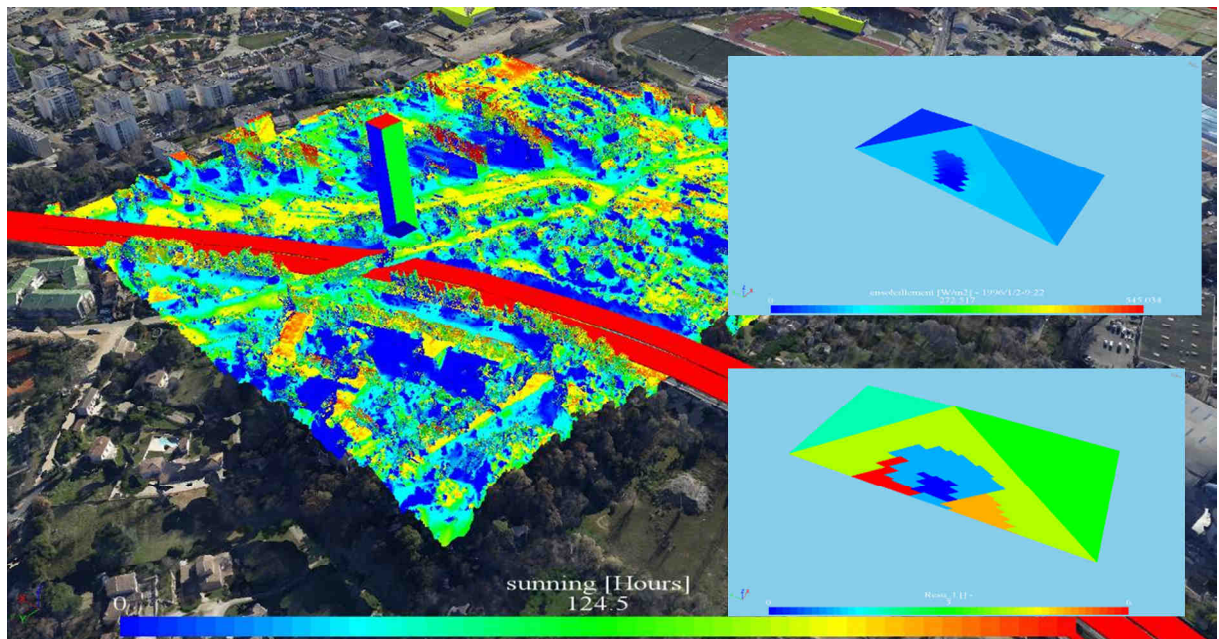 ensoleillement [W/m2] - 1996/1/2-9:22
0 272.517 545.034
sunning [Hours]
0 124.5
0 6